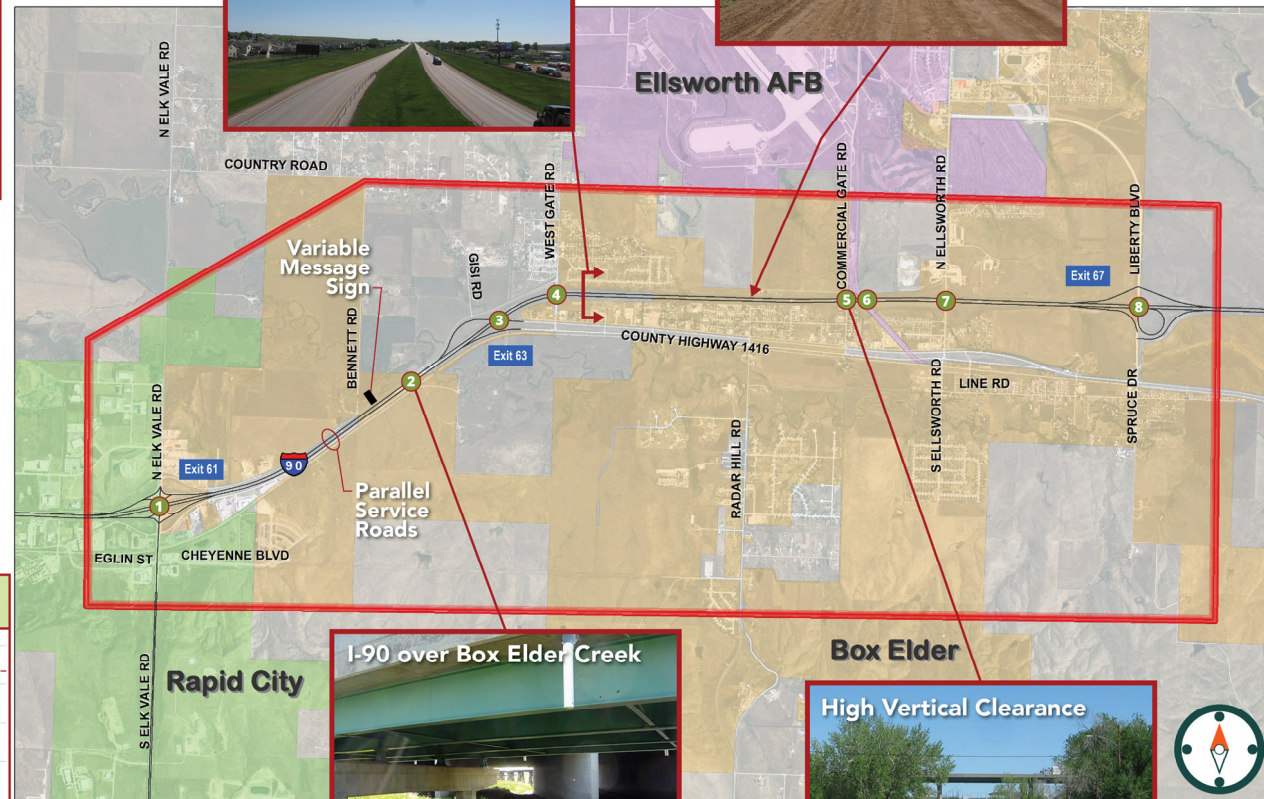 N ELK VALE RD
Ellsworth AFB
COUNTRY ROAD
WEST GATE RD
COMMERCIAL GATE RD
N ELLSWORTH RD
LIBERTY BLVD
Variable
Message
Sign
GISI RD
BENNETT RD
Exit 67
4
5
6
7
8
3
COUNTY HIGHWAY 1416
Exit 63
2
LINE RD
N ELK VALE RD
S ELLSWORTH RD
SPRUCE DR
RADAR HILL RD
Exit 61
90
1
Parallel
Service
Roads
EGLIN ST
CHEYENNE BLVD
S ELK VALE RD
Rapid City
I-90 over Box Elder Creek
Box Elder
High Vertical Clearance